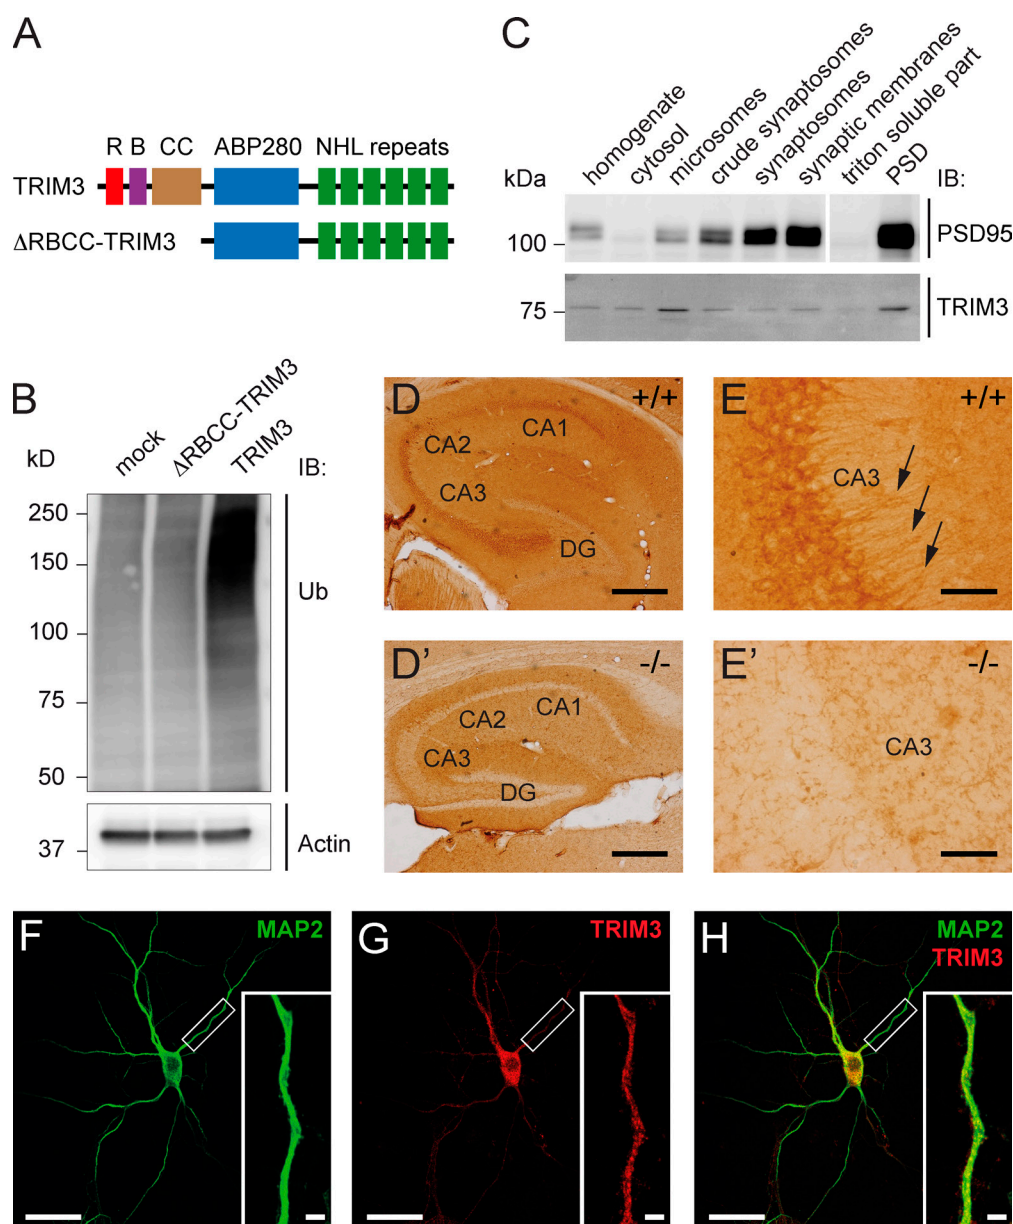 A
R B CC ABP280 NHL repeats
TRIM3
ΔRBCC-TRIM3
C
homogenate
cytosol
microsomes
crude synaptosomes
synaptosomes
synaptic membranes
triton soluble part
PSD
kDa
IB:
100
PSD95
75
TRIM3
B
mock
ΔRBCC-TRIM3
TRIM3
kD
IB:
250
150
100
75
50
Ub
37
Actin
D
+/+
CA1
CA2
CA3
DG
E
+/+
CA3
D'
-/-
CA1
CA2
CA3
DG
E'
-/-
CA3
F
MAP2
G
TRIM3
H
MAP2
TRIM3